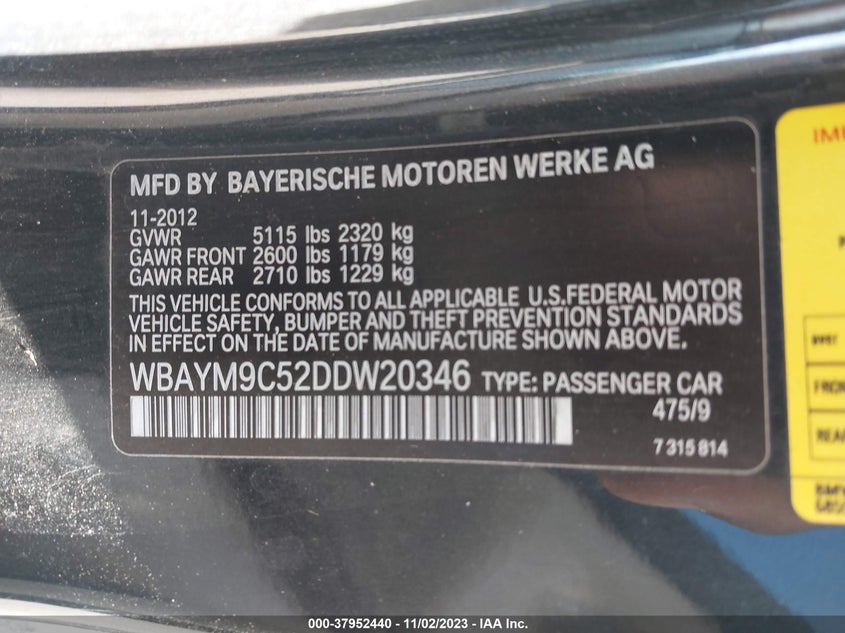 MFD BY BAYERISCHE MOTOREN WERKE AG
11-2012
GVWR 5115 lbs 2320 kg
GAWR FRONT 2600 lbs 1179 kg
GAWR REAR 2710 lbs 1229 kg
THIS VEHICLE CONFORMS TO ALL APPLICABLE U.S.FEDERAL MOTOR
VEHICLE SAFETY, BUMPER AND THEFT PREVENTION STANDARDS
IN EFFECT ON THE DATE OF MANUFACTURE SHOWN ABOVE.
WBAYM9C52DDW20346 TYPE: PASSENGER CAR
475/9
7 315 814
FRON
REAR
BMW
000-37952440 - 11/02/2023 - IAA Inc.